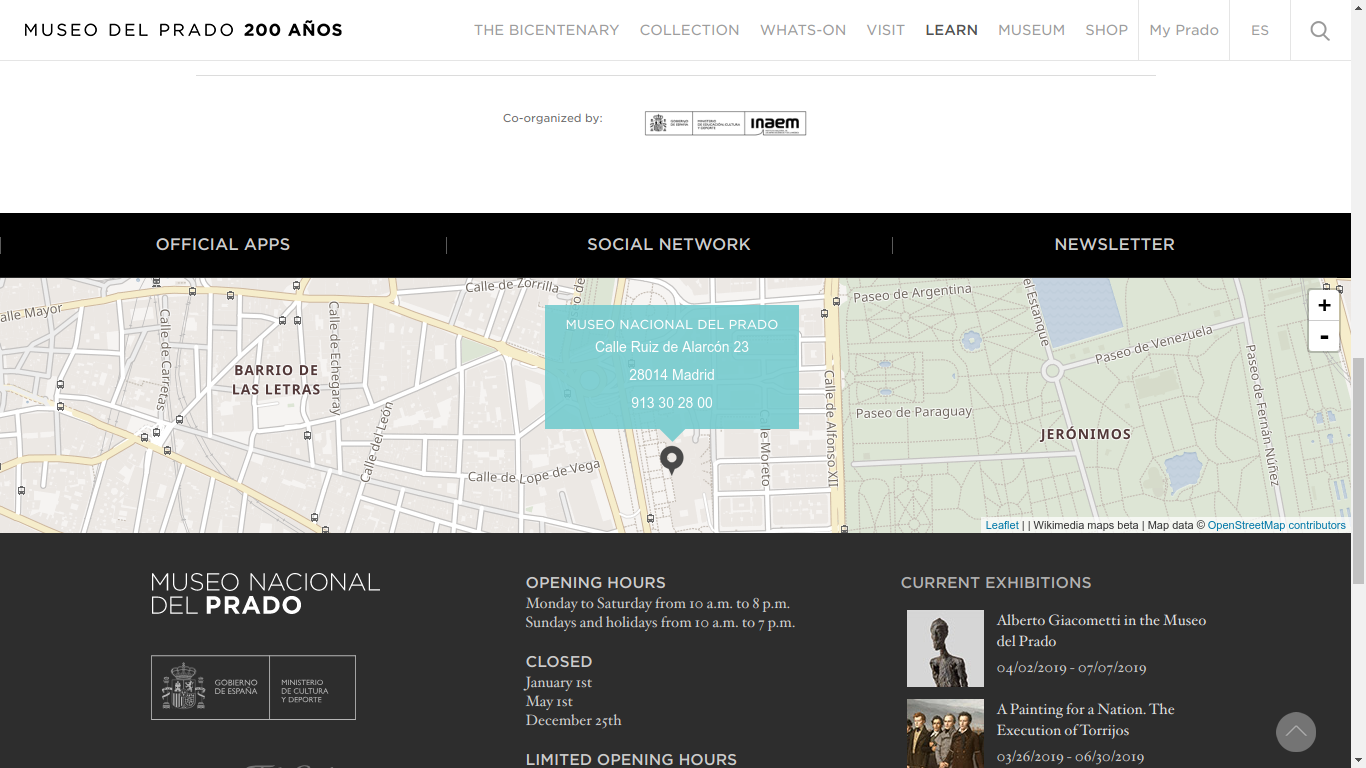 MUSEO DEL PRADO 200 AÑOS
THE BICENTENARY
COLLECTION
WHATS-ON
VISIT
LEARN
MUSEUM
SHOP
My Prado
ES
Co-organized by:
GOBIERNO
DE ESPAÑA
MINISTERIO
DE EDUCACIÓN, CULTURA
Y DEPORTE
inaem
OFFICIAL APPS
SOCIAL NETWORK
NEWSLETTER
alle Mayor
Calle de Carretas
BARRIO DE
LAS LETRAS
Calle de Echegaray
Calle del León
Calle de Zorrilla
Calle de Lope de Vega
seo de
MUSEO NACIONAL DEL PRADO
Calle Ruiz de Alarcón 23
28014 Madrid
913 30 28 00
lle Moreto
Calle de Alfonso XII
Paseo de Argentina
el Estanque
Paseo de Venezuela
Paseo de Paraguay
JERÓNIMOS
Paseo de Fernán Núñez
+
-
Leaflet | | Wikimedia maps beta | Map data © OpenStreetMap contributors
MUSEO NACIONAL
DEL PRADO
GOBIERNO
DE ESPAÑA
MINISTERIO
DE CULTURA
Y DEPORTE
OPENING HOURS
Monday to Saturday from 10 a.m. to 8 p.m.
Sundays and holidays from 10 a.m. to 7 p.m.
CLOSED
January 1st
May 1st
December 25th
LIMITED OPENING HOURS
CURRENT EXHIBITIONS
Alberto Giacometti in the Museo
del Prado
04/02/2019 - 07/07/2019
A Painting for a Nation. The
Execution of Torrijos
03/26/2019 - 06/30/2019